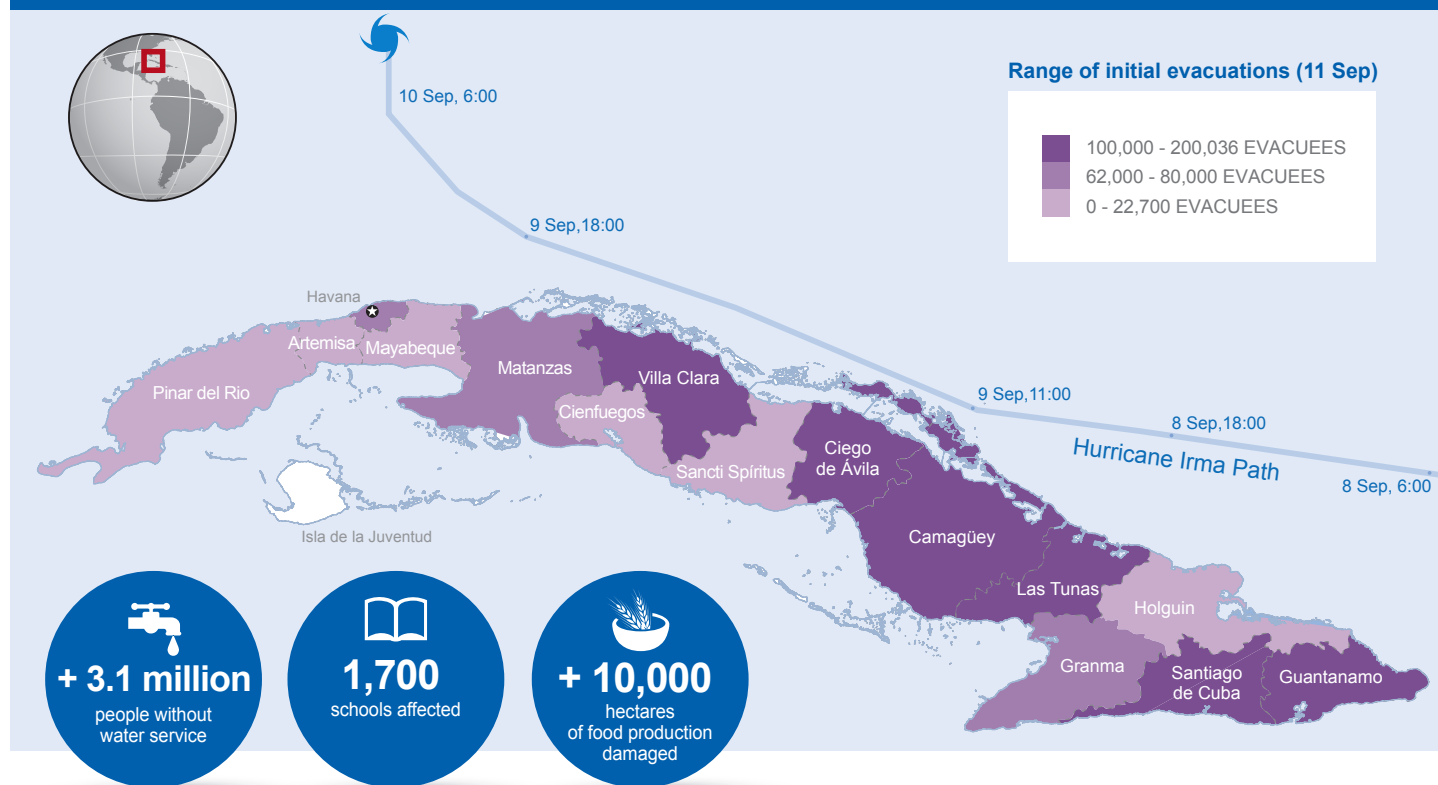 10 Sep, 6:00
Range of initial evacuations (11 Sep)
100,000 - 200,036 EVACUEES
62,000 - 80,000 EVACUEES
0 - 22,700 EVACUEES
9 Sep,18:00
Havana
Artemisa
Mayabeque
Matanzas
Villa Clara
Pinar del Rio
Cienfuegos
9 Sep,11:00
8 Sep,18:00
Hurricane Irma Path
8 Sep, 6:00
Ciego
de Ávila
Sancti Spíritus
Isla de la Juventud
Camagüey
Las Tunas
Holguin
Granma
Santiago
de Cuba
Guantanamo
+ 3.1 million
people without
water service
1,700
schools affected
+ 10,000
hectares
of food production
damaged